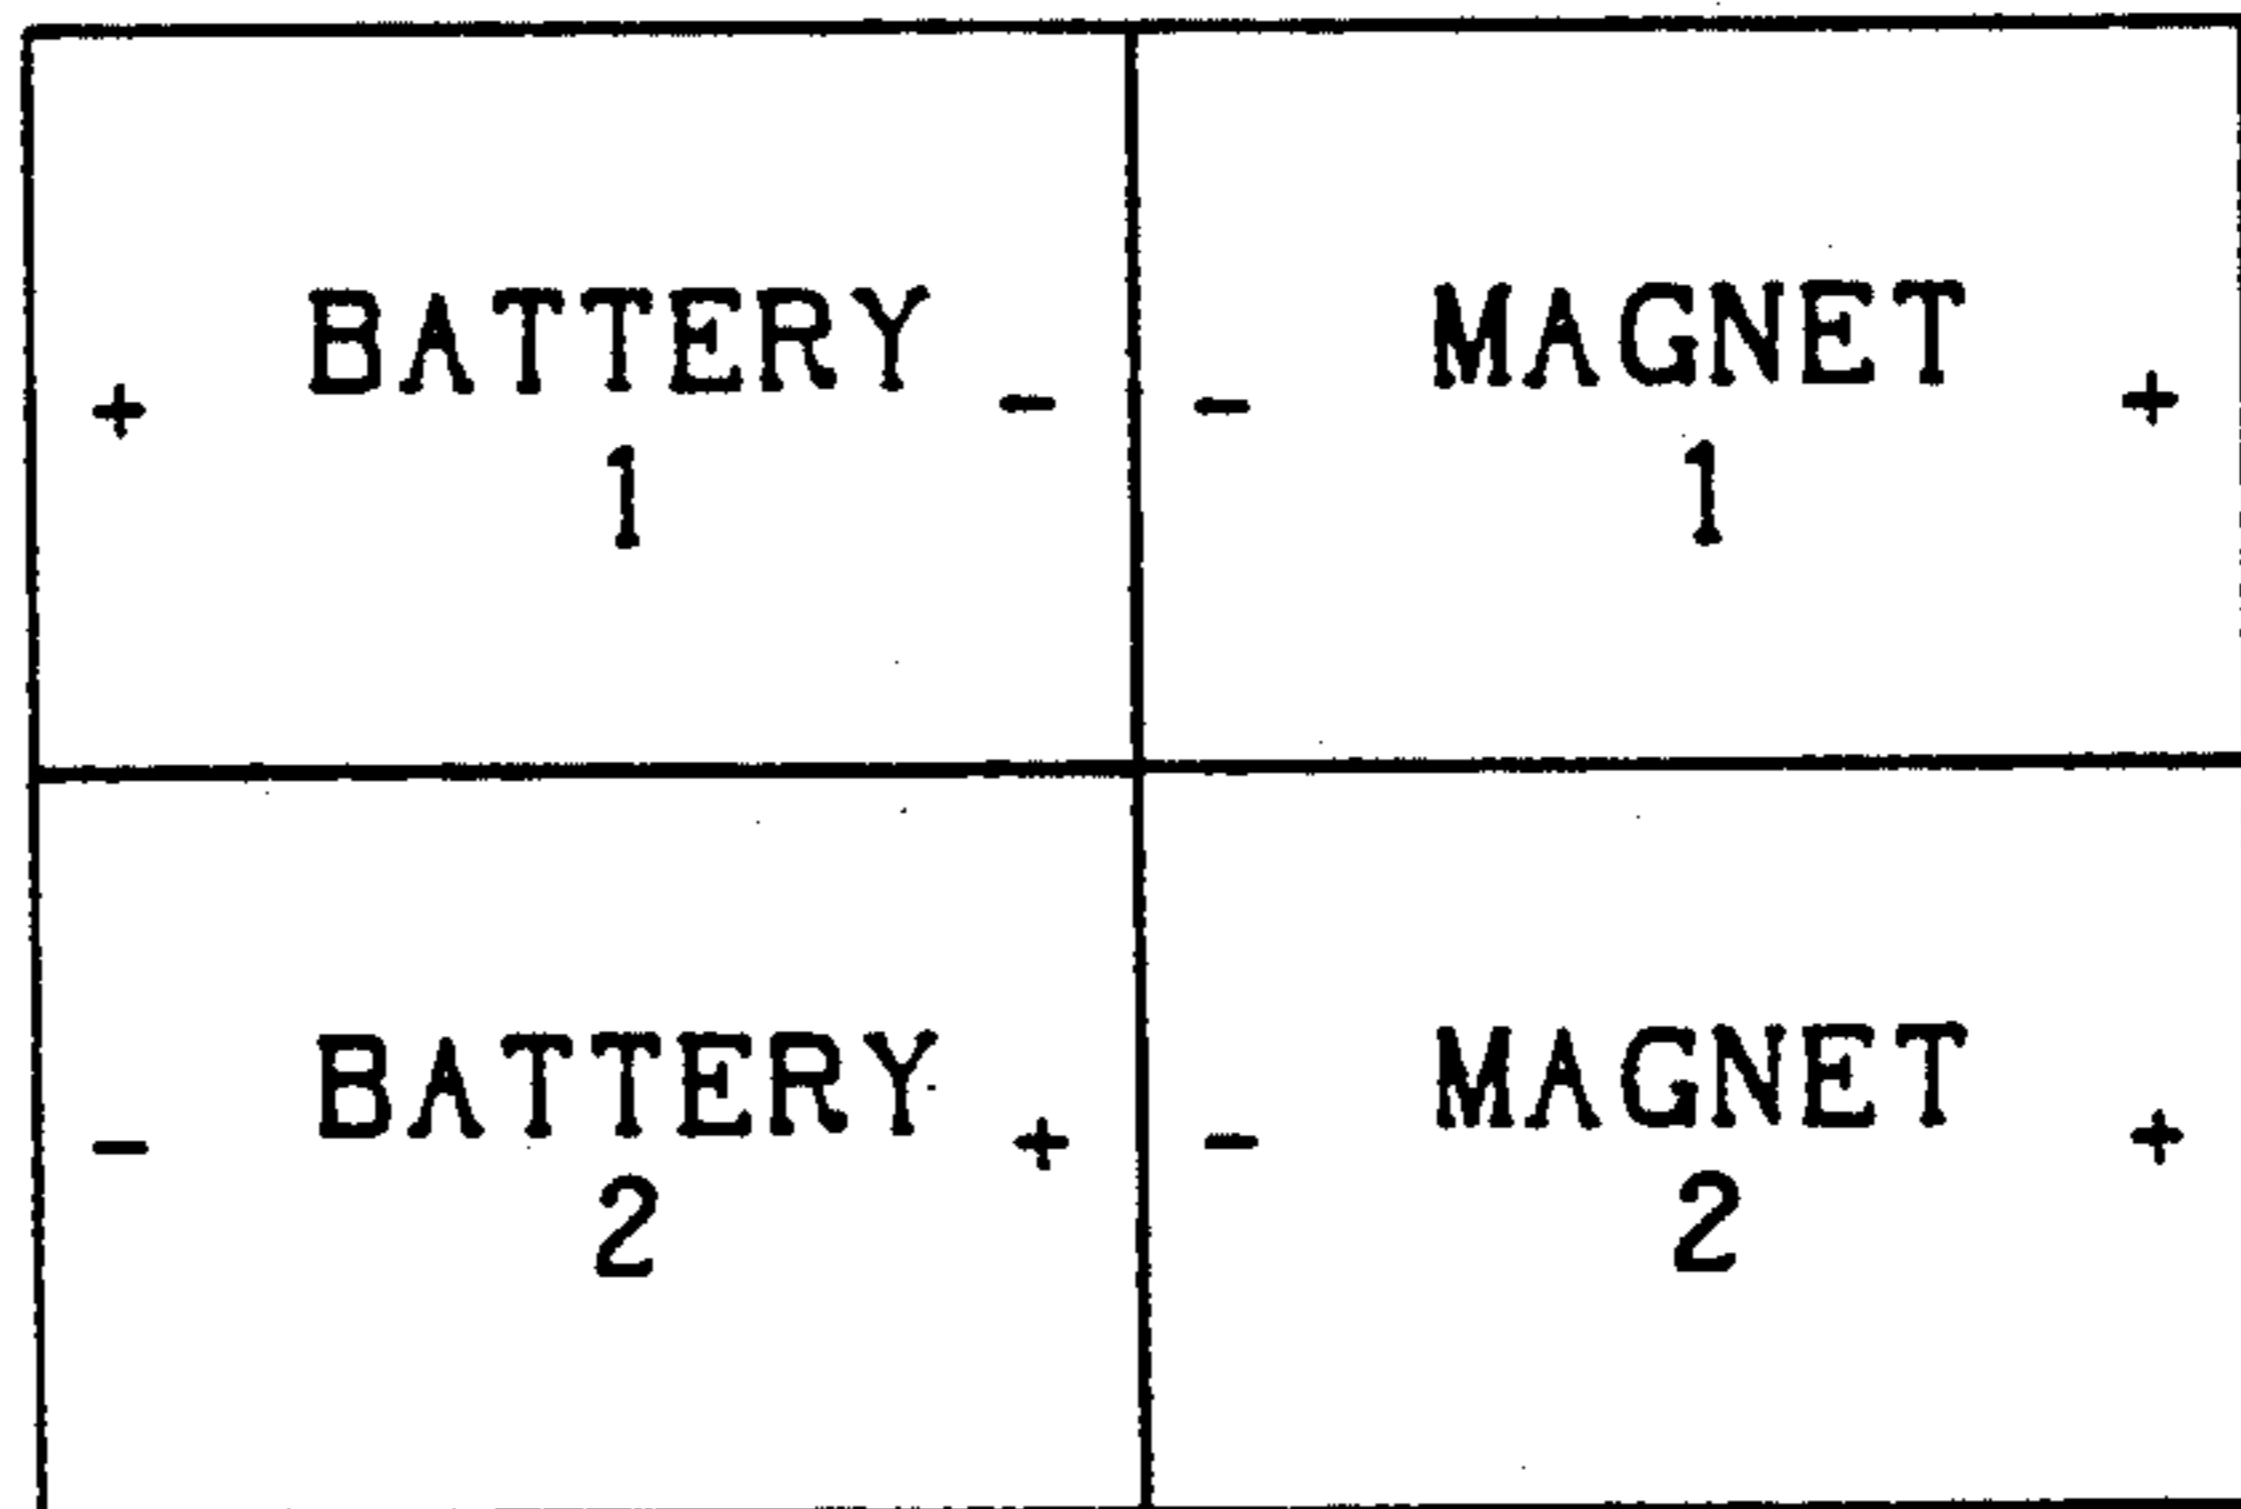 BATTERY
+ -
1
MAGNET
- +
1
BATTERY
- +
2
MAGNET
- +
2